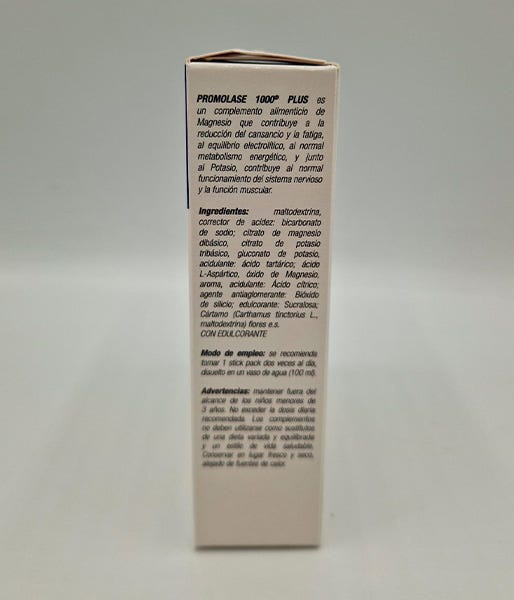 PROMOLASE 1000® PLUS es
un complemento alimenticio de
Magnesio que contribuye a la
reducción del cansancio y la fatiga,
al equilibrio electrolítico, al normal
metabolismo energético, y junto
al Potasio, contribuye al normal
funcionamiento del sistema nervioso
y la función muscular.
Ingredientes: maltodextrina,
corrector de acidez: bicarbonato
de sodio; citrato de magnesio
dibásico, citrato de potasio
tribásico, gluconato de potasio,
acidulante: ácido tartárico; ácido
L-Aspártico, óxido de Magnesio,
aroma, acidulante: Ácido cítrico;
agente antiaglomerante: Bióxido
de silicio; edulcorante: Sucralosa;
Cártamo (Carthamus tinctorius L.,
maltodextrina) flores e.s.
CON EDULCORANTE
Modo de empleo: se recomienda
tomar 1 stick pack dos veces al día,
disuelto en un vaso de agua (100 ml).
Advertencias: mantener fuera del
alcance de los niños menores de
3 años. No exceder la dosis diaria
recomendada. Los complementos
no deben utilizarse como sustitutos
de una dieta variada y equilibrada
y un estilo de vida saludable.
Conservar en lugar fresco y seco,
alejado de fuentes de calor.